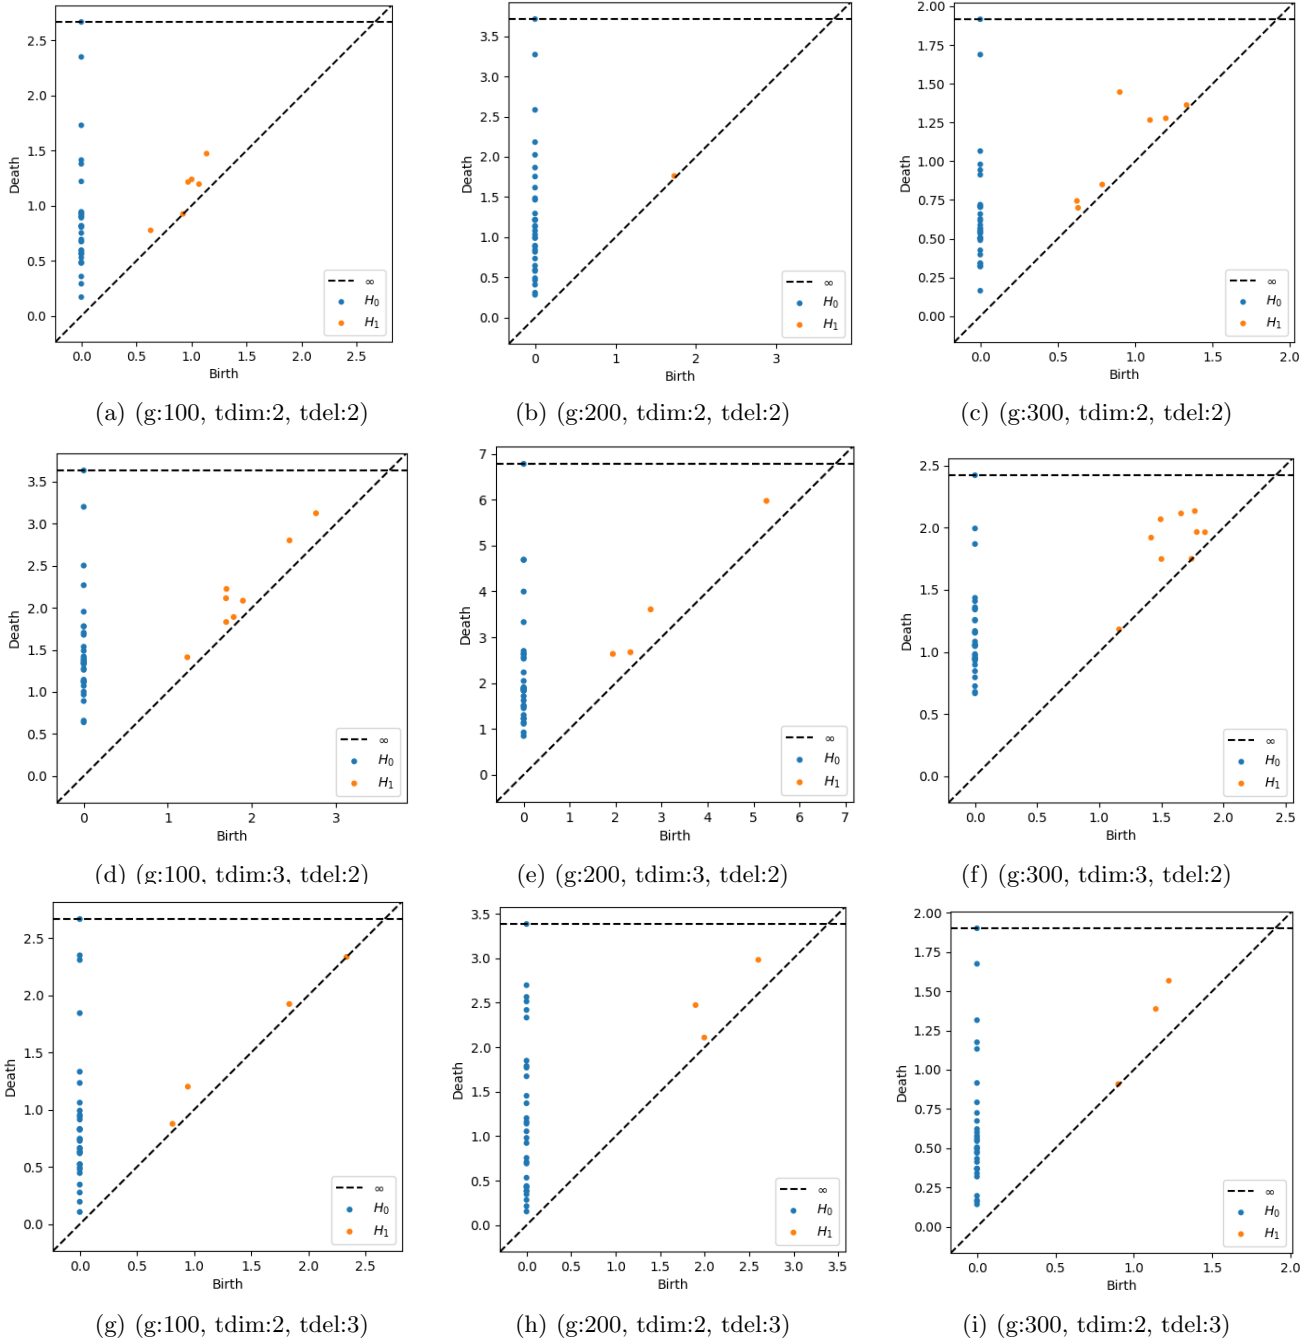 2.5
2.0
1.5
1.0
0.5
0.0
Death
0.0 0.5 1.0 1.5 2.0 2.5
Birth
∞
H₀
H₁
(a) (g:100, tdim:2, tdel:2)
3.5
3.0
2.5
2.0
1.5
1.0
0.5
0.0
Death
0 1 2 3
Birth
∞
H₀
H₁
(b) (g:200, tdim:2, tdel:2)
2.00
1.75
1.50
1.25
1.00
0.75
0.50
0.25
0.00
Death
0.0 0.5 1.0 1.5 2.0
Birth
∞
H₀
H₁
(c) (g:300, tdim:2, tdel:2)
3.5
3.0
2.5
2.0
1.5
1.0
0.5
0.0
Death
0 1 2 3
Birth
∞
H₀
H₁
(d) (g:100, tdim:3, tdel:2)
7
6
5
4
3
2
1
0
Death
0 1 2 3 4 5 6 7
Birth
∞
H₀
H₁
(e) (g:200, tdim:3, tdel:2)
2.5
2.0
1.5
1.0
0.5
0.0
Death
0.0 0.5 1.0 1.5 2.0 2.5
Birth
∞
H₀
H₁
(f) (g:300, tdim:3, tdel:2)
2.5
2.0
1.5
1.0
0.5
0.0
Death
0.0 0.5 1.0 1.5 2.0 2.5
Birth
∞
H₀
H₁
(g) (g:100, tdim:2, tdel:3)
3.5
3.0
2.5
2.0
1.5
1.0
0.5
0.0
Death
0.0 0.5 1.0 1.5 2.0 2.5 3.0 3.5
Birth
∞
H₀
H₁
(h) (g:200, tdim:2, tdel:3)
2.00
1.75
1.50
1.25
1.00
0.75
0.50
0.25
0.00
Death
0.0 0.5 1.0 1.5 2.0
Birth
∞
H₀
H₁
(i) (g:300, tdim:2, tdel:3)